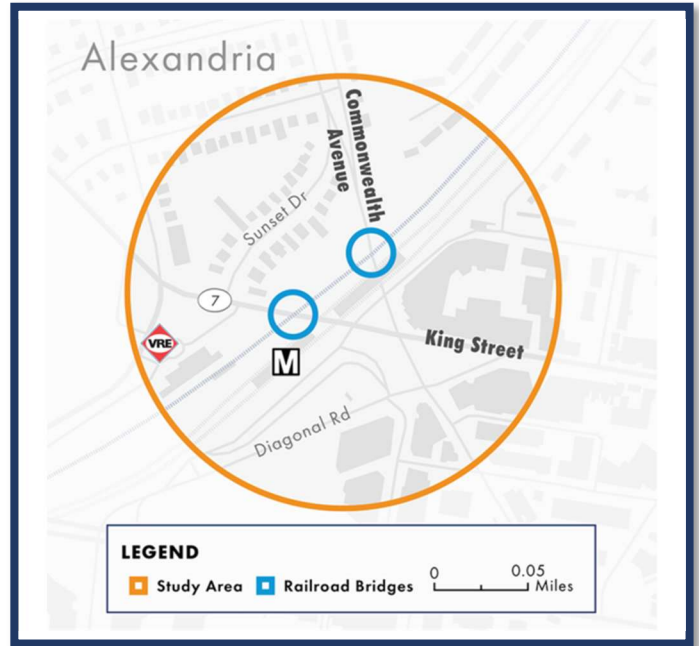 Alexandria
Commonwealth
Avenue
Sunset Dr
7
VRE
M
King Street
Diagonal Rd
LEGEND
Study Area Railroad Bridges
0 0.05
Miles